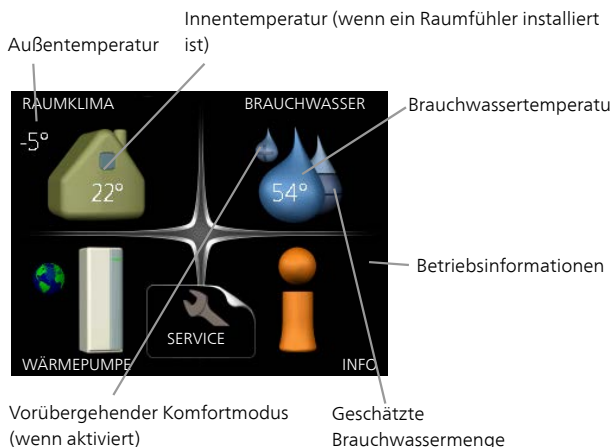 Innentemperatur (wenn ein Raumfühler installiert
ist)
Außentemperatur
RAUMKLIMA
BRAUCHWASSER
Brauchwassertemperatu
-5°
22°
54°
Betriebsinformationen
SERVICE
WÄRMEPUMPE
INFO
Vorübergehender Komfortmodus
(wenn aktiviert)
Geschätzte
Brauchwassermenge